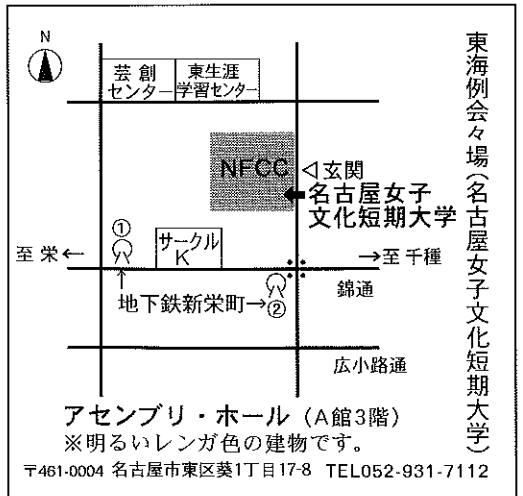 東海例会々場(名古屋女子文化短期大学)
N
芸創
センター
東生涯
学習センター
NFCC
◁玄関
←名古屋女子
文化短期大学
①
サークル
K
至 栄←
→至 千種
地下鉄新栄町→②
錦通
広小路通
アセンブリ・ホール (A館3階)
※明るいレンガ色の建物です。
〒461-0004 名古屋市東区葵1丁目17-8 TEL052-931-7112